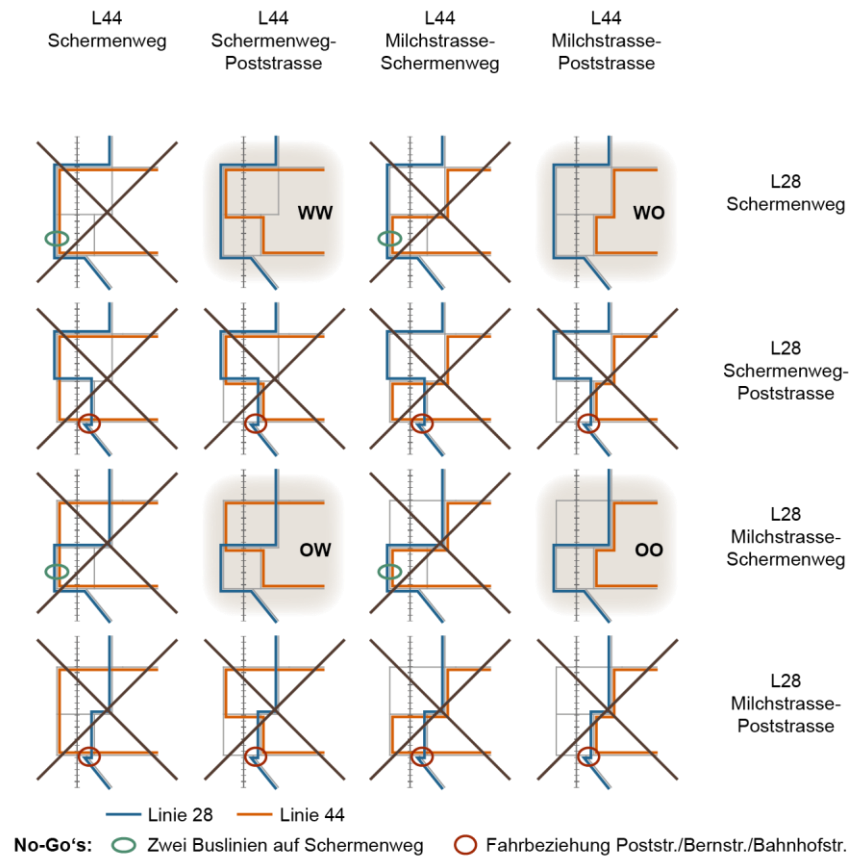 L44
Schermenweg
L44
Schermenweg-
Poststrasse
L44
Milchstrasse-
Schermenweg
L44
Milchstrasse-
Poststrasse
WW
WO
L28
Schermenweg
L28
Schermenweg-
Poststrasse
OW
OO
L28
Milchstrasse-
Schermenweg
L28
Milchstrasse-
Poststrasse
Linie 28 Linie 44
No-Go‘s: Zwei Buslinien auf Schermenweg Fahrbeziehung Poststr./Bernstr./Bahnhofstr.